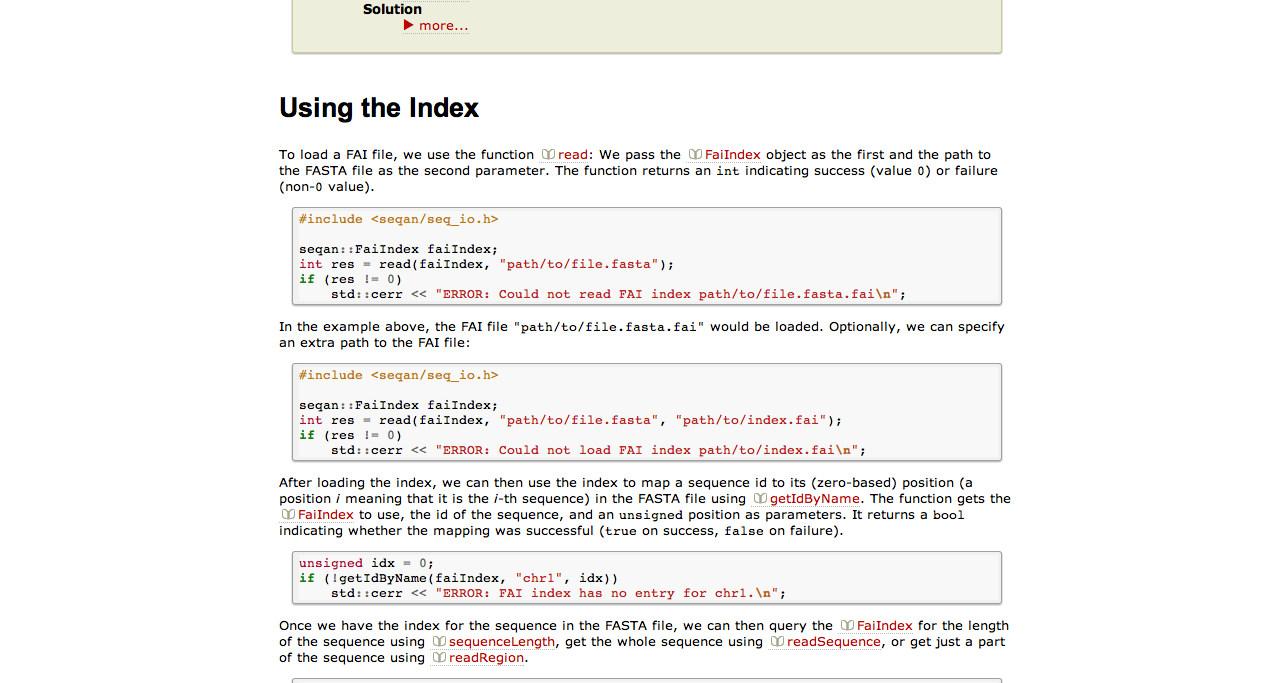 Solution
more...
Using the Index
To load a FAI file, we use the function read: We pass the FaiIndex object as the first and the path to
the FASTA file as the second parameter. The function returns an int indicating success (value 0) or failure
(non-0 value).
#include <seqan/seq_io.h>
seqan::FaiIndex faiIndex;
int res = read(faiIndex, "path/to/file.fasta");
if (res != 0)
    std::cerr << "ERROR: Could not read FAI index path/to/file.fasta.fai\n";
In the example above, the FAI file "path/to/file.fasta.fai" would be loaded. Optionally, we can specify
an extra path to the FAI file:
#include <seqan/seq_io.h>
seqan::FaiIndex faiIndex;
int res = read(faiIndex, "path/to/file.fasta", "path/to/index.fai");
if (res != 0)
    std::cerr << "ERROR: Could not load FAI index path/to/index.fai\n";
After loading the index, we can then use the index to map a sequence id to its (zero-based) position (a
position i meaning that it is the i-th sequence) in the FASTA file using getIdByName. The function gets the
FaiIndex to use, the id of the sequence, and an unsigned position as parameters. It returns a bool
indicating whether the mapping was successful (true on success, false on failure).
unsigned idx = 0;
if (!getIdByName(faiIndex, "chr1", idx))
    std::cerr << "ERROR: FAI index has no entry for chr1.\n";
Once we have the index for the sequence in the FASTA file, we can then query the FaiIndex for the length
of the sequence using sequenceLength, get the whole sequence using readSequence, or get just a part
of the sequence using readRegion.